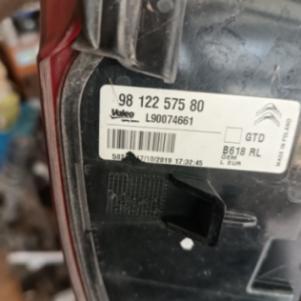 98 122 575 80
Valeo
L90074661
GTD
17/10/2019 17:32:45
B618 RL
OEM
L EUR
MADE IN POLAND